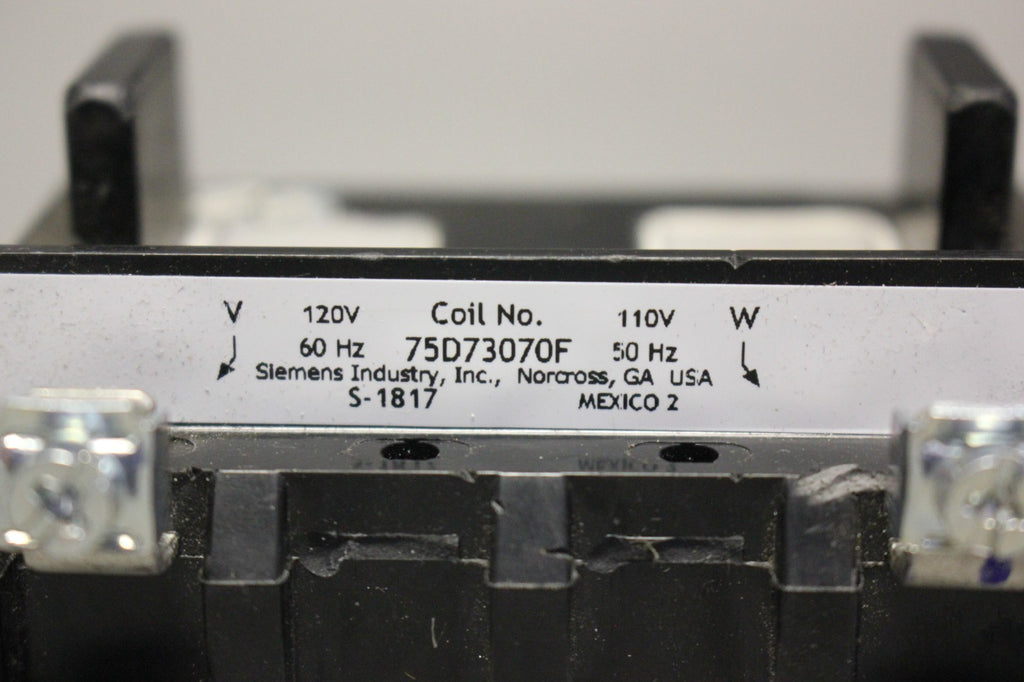 V 120V Coil No. 110V W
60 Hz 75D73070F 50 Hz
Siemens Industry, Inc., Norcross, GA USA
S-1817 MEXICO 2